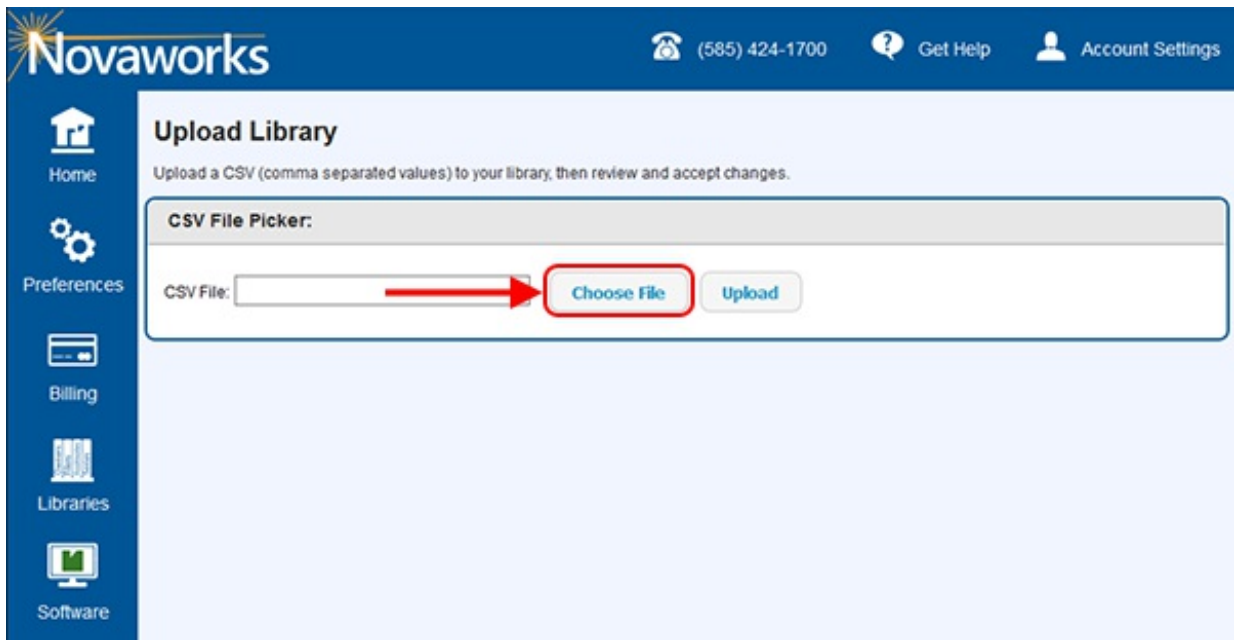 Novaworks
(585) 424-1700
Get Help
Account Settings
Home
Preferences
Billing
Libraries
Software
Upload Library
Upload a CSV (comma separated values) to your library, then review and accept changes.
CSV File Picker:
CSV File:
Choose File
Upload